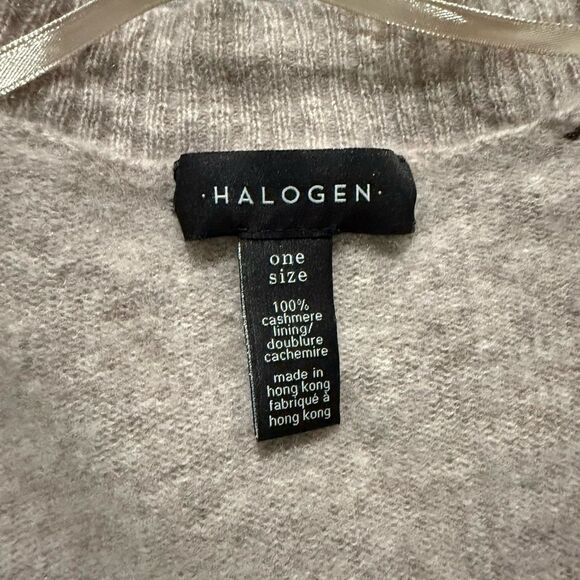 ·HALOGEN·
one
size
100%
cashmere
lining/
doublure
cachemire
made in
hong kong
fabriqué à
hong kong